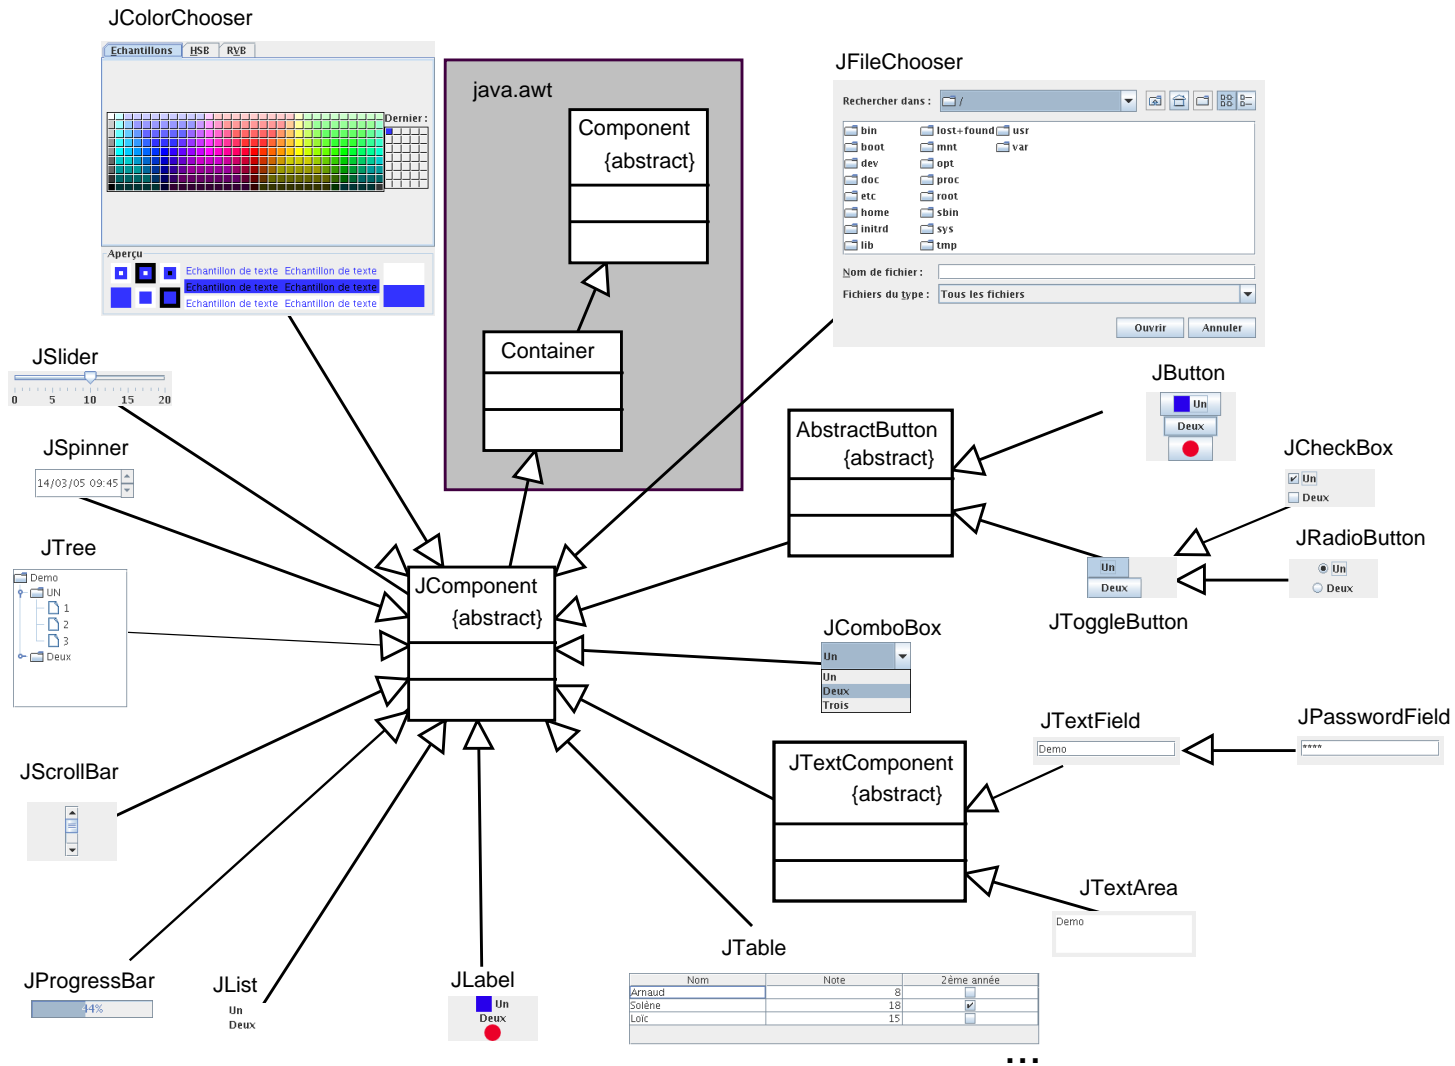 JColorChooser
Echantillons HSB RVB
Dernier :
Aperçu
Echantillon de texte Echantillon de texte
Echantillon de texte Echantillon de texte
Echantillon de texte Echantillon de texte
java.awt
Component
{abstract}
Container
JFileChooser
Rechercher dans : /
bin lost+found usr
boot mnt var
dev opt
doc proc
etc root
home sbin
initrd sys
lib tmp
Nom de fichier :
Fichiers du type : Tous les fichiers
Ouvrir Annuler
JSlider
0 5 10 15 20
JSpinner
14/03/05 09:45
JTree
Demo
UN
1
2
3
Deux
JScrollBar
JProgressBar
44%
JList
Un
Deux
JLabel
Un
Deux
JComponent
{abstract}
AbstractButton
{abstract}
JButton
Un
Deux
JCheckBox
Un
Deux
JRadioButton
Un
Deux
Un
Deux
JToggleButton
JComboBox
Un
Un
Deux
Trois
JTextComponent
{abstract}
JTextField
Demo
JPasswordField
****
JTextArea
Demo
JTable
Nom Note 2ème année
Arnaud 8
Solène 18
Loïc 15
...